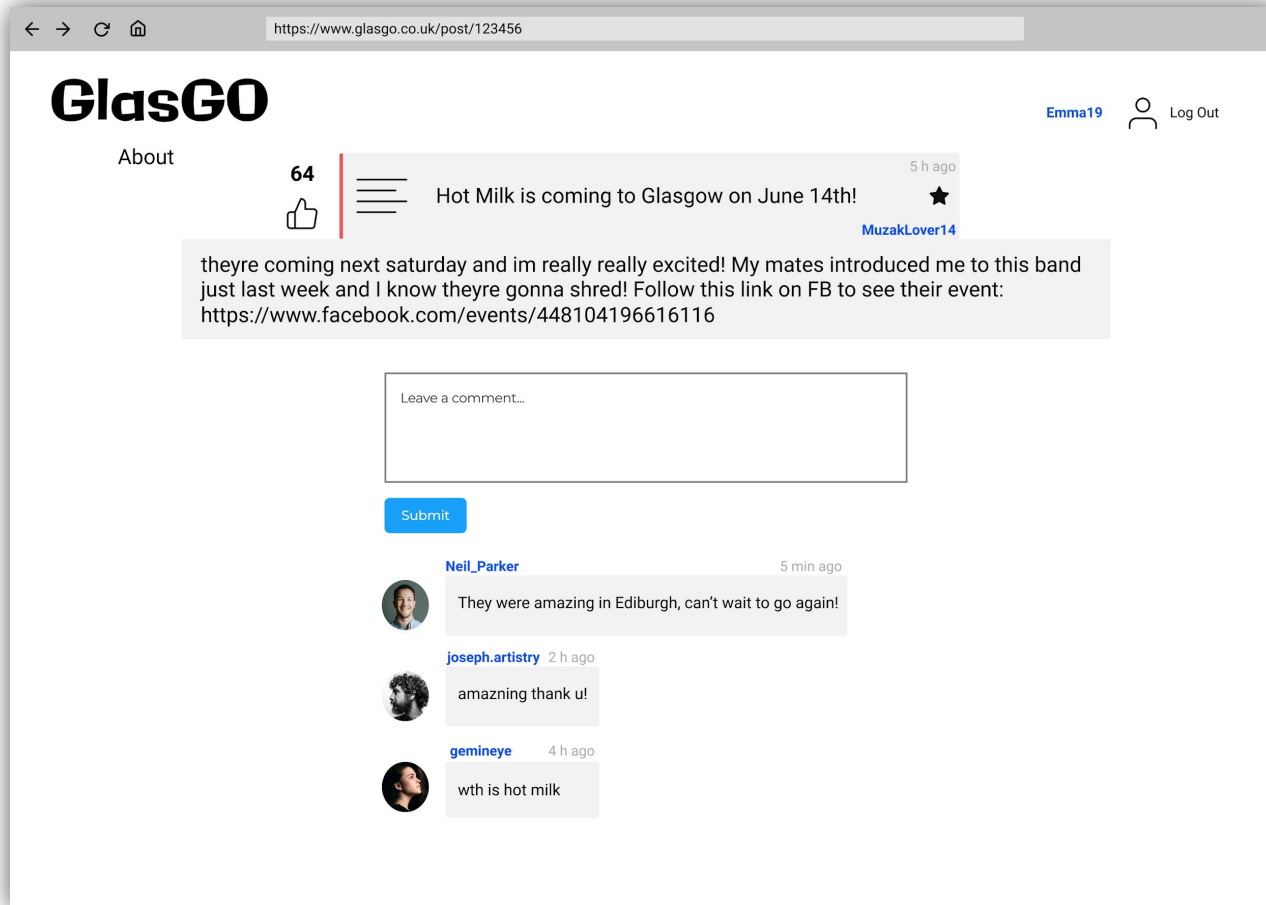 https://www.glasgo.co.uk/post/123456
GlasGO
Emma19 Log Out
About
64
5 h ago
Hot Milk is coming to Glasgow on June 14th!
MuzakLover14
theyre coming next saturday and im really really excited! My mates introduced me to this band
just last week and I know theyre gonna shred! Follow this link on FB to see their event:
https://www.facebook.com/events/448104196616116
Leave a comment...
Submit
Neil_Parker 5 min ago
They were amazing in Ediburgh, can’t wait to go again!
joseph.artistry 2 h ago
amazning thank u!
gemineye 4 h ago
wth is hot milk